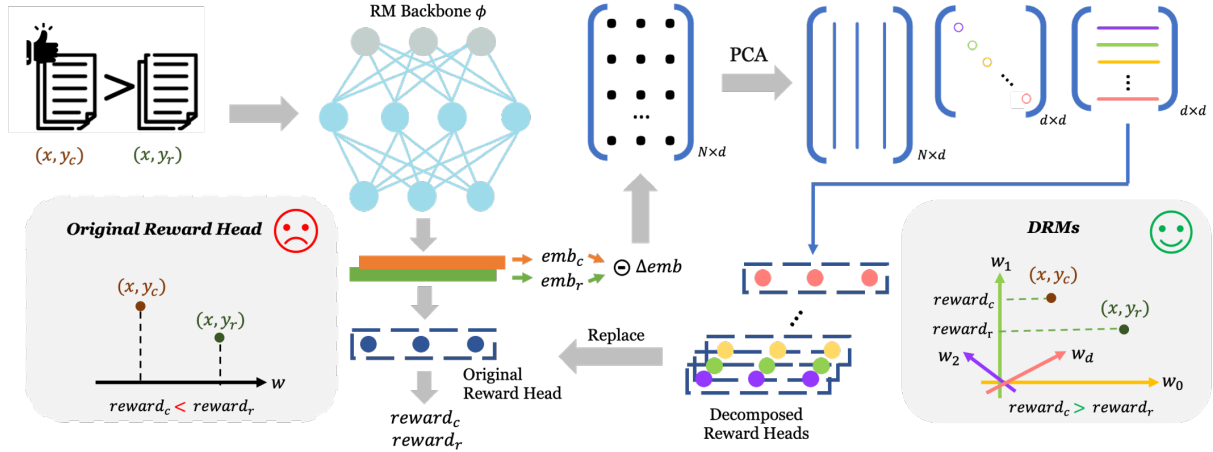 RM Backbone ϕ
PCA
N×d
N×d
d×d
d×d
(x, y_c)
(x, y_r)
>
Original Reward Head
(x, y_c)
(x, y_r)
w
reward_c < reward_r
emb_c
emb_r
⊖ Δemb
Replace
Original
Reward Head
reward_c
reward_r
Decomposed
Reward Heads
DRMs
w_1
(x, y_c)
reward_c
(x, y_r)
reward_r
w_2
w_d
w_0
reward_c > reward_r